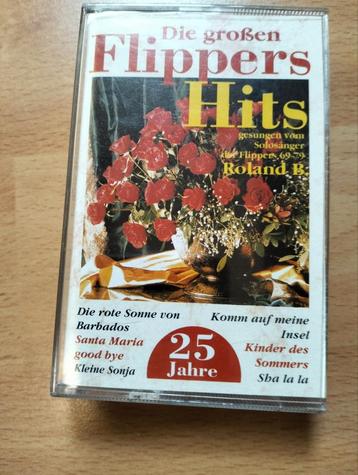 Die großen
Flippers
Hits
gesungen vom
Solosänger
der Flippers 69-79
Roland B.
Die rote Sonne von
Barbados
Santa Maria
good bye
Kleine Sonja
25
Jahre
Komm auf meine
Insel
Kinder des
Sommers
Sha la la